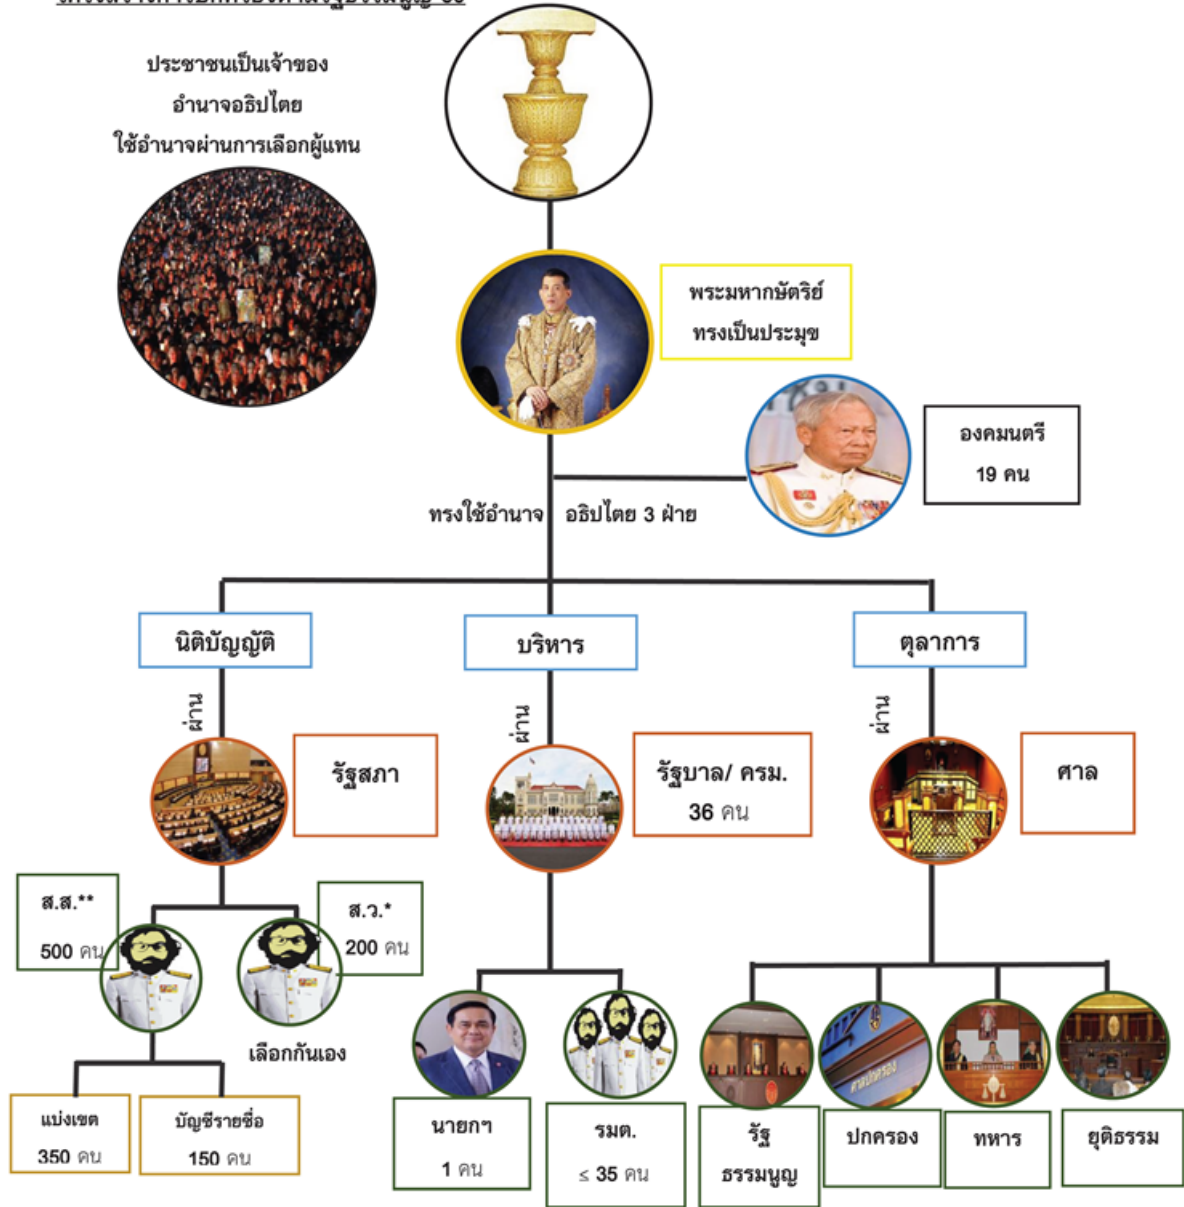 ประชาชนเป็นเจ้าของ
อำนาจอธิปไตย
ใช้อำนาจผ่านการเลือกผู้แทน
พระมหากษัตริย์
ทรงเป็นประมุข
องคมนตรี
19 คน
ทรงใช้อำนาจ อธิปไตย 3 ฝ่าย
นิติบัญญัติ
บริหาร
ตุลาการ
ผ่าน
ผ่าน
ผ่าน
รัฐสภา
รัฐบาล/ ครม.
36 คน
ศาล
ส.ส.**
500 คน
ส.ว.*
200 คน
เลือกกันเอง
แบ่งเขต
350 คน
บัญชีรายชื่อ
150 คน
นายกฯ
1 คน
รมต.
≤ 35 คน
ศาลปกครอง
รัฐ
ธรรมนูญ
ปกครอง
ทหาร
ยุติธรรม